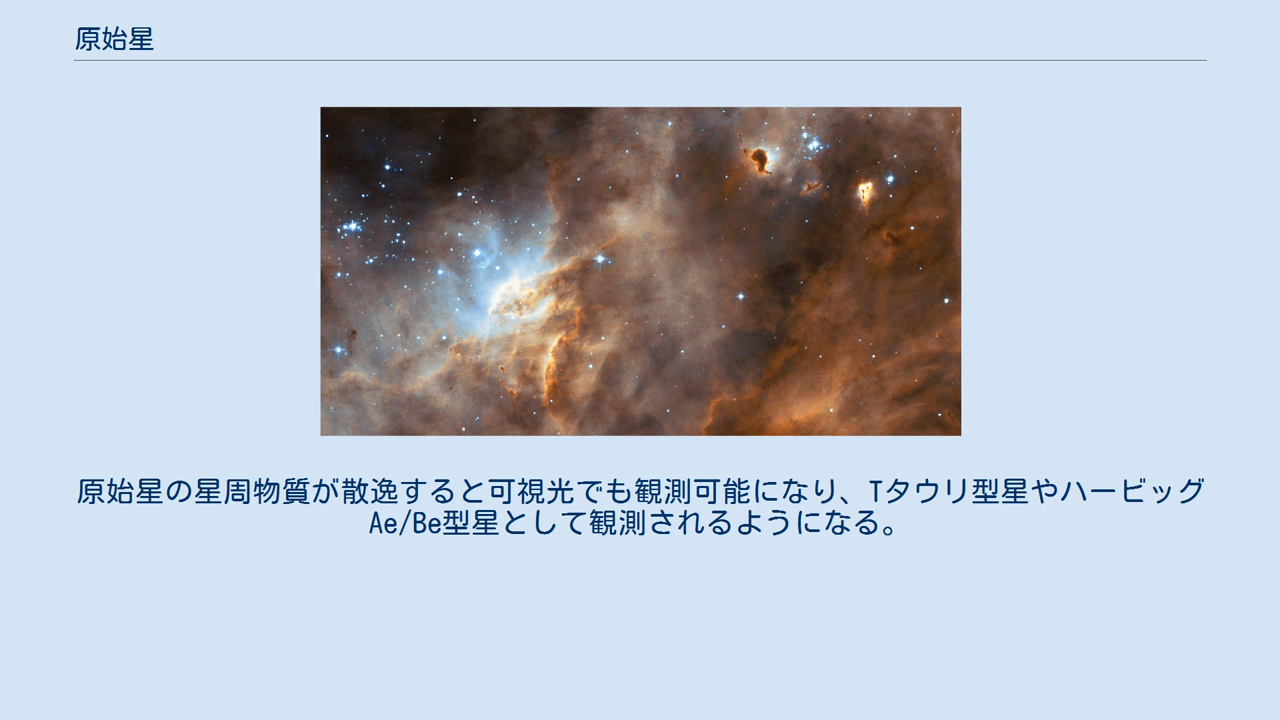 原始星
原始星の星周物質が散逸すると可視光でも観測可能になり、Tタウリ型星やハービッグ
Ae/Be型星として観測されるようになる。